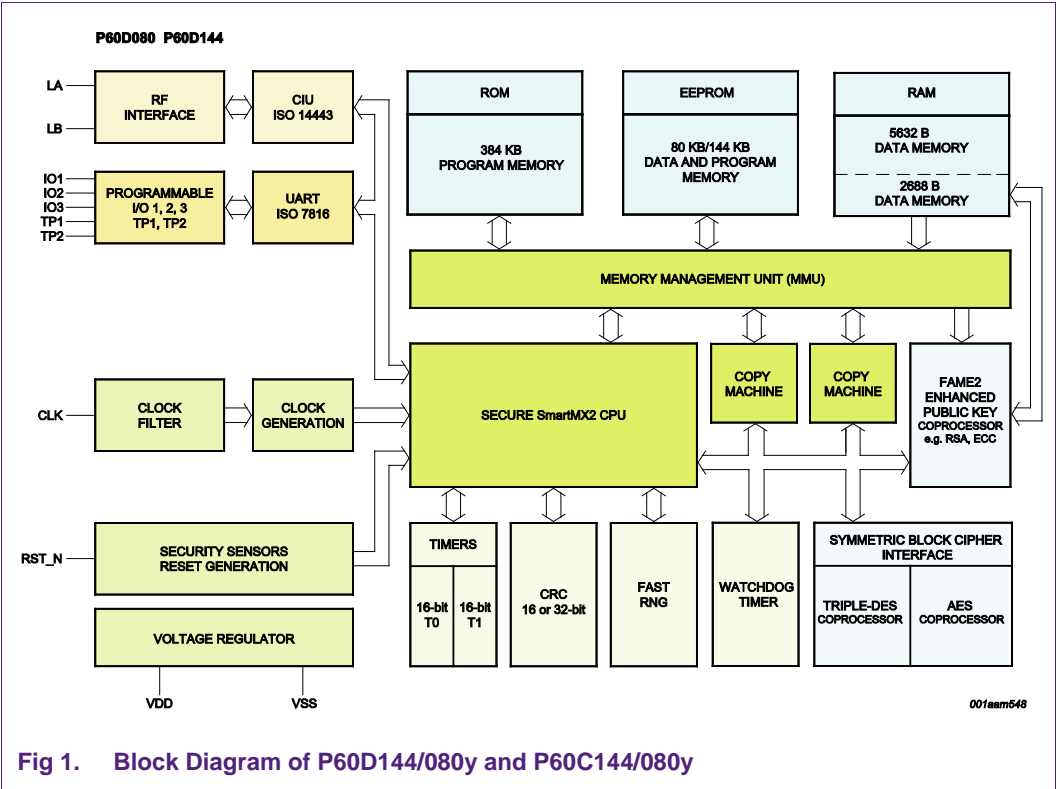 P60D080 P60D144
LA
LB
RF
INTERFACE
CIU
ISO 14443
IO1
IO2
IO3
TP1
TP2
PROGRAMMABLE
I/O 1, 2, 3
TP1, TP2
UART
ISO 7816
ROM
384 KB
PROGRAM MEMORY
EEPROM
80 KB/144 KB
DATA AND PROGRAM
MEMORY
RAM
5632 B
DATA MEMORY
2688 B
DATA MEMORY
MEMORY MANAGEMENT UNIT (MMU)
CLK
CLOCK
FILTER
CLOCK
GENERATION
SECURE SmartMX2 CPU
COPY
MACHINE
COPY
MACHINE
FAME2
ENHANCED
PUBLIC KEY
COPROCESSOR
e.g. RSA, ECC
RST_N
SECURITY SENSORS
RESET GENERATION
VOLTAGE REGULATOR
VDD
VSS
TIMERS
16-bit
T0
16-bit
T1
CRC
16 or 32-bit
FAST
RNG
WATCHDOG
TIMER
SYMMETRIC BLOCK CIPHER
INTERFACE
TRIPLE-DES
COPROCESSOR
AES
COPROCESSOR
001aam548
Fig 1. Block Diagram of P60D144/080y and P60C144/080y